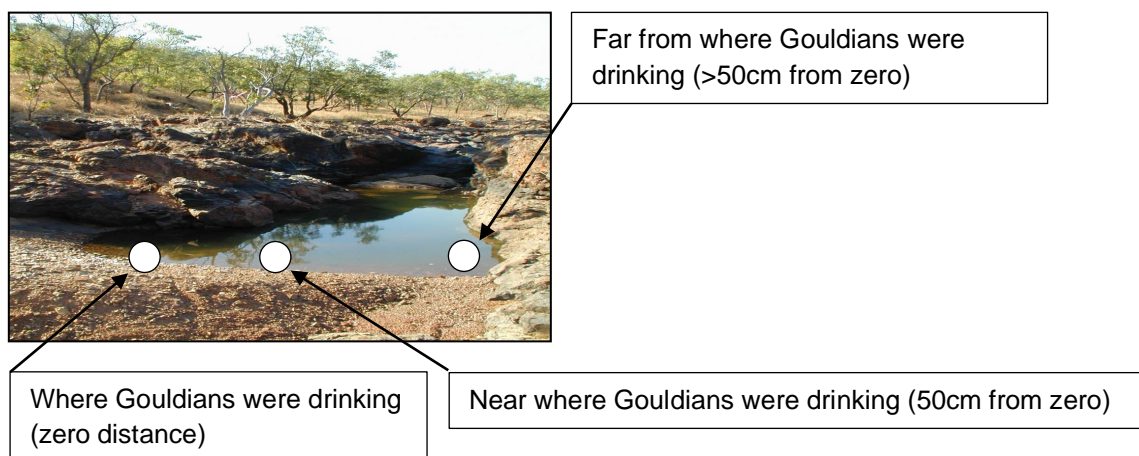 Far from where Gouldians were
drinking (>50cm from zero)
Where Gouldians were drinking
(zero distance)
Near where Gouldians were drinking (50cm from zero)